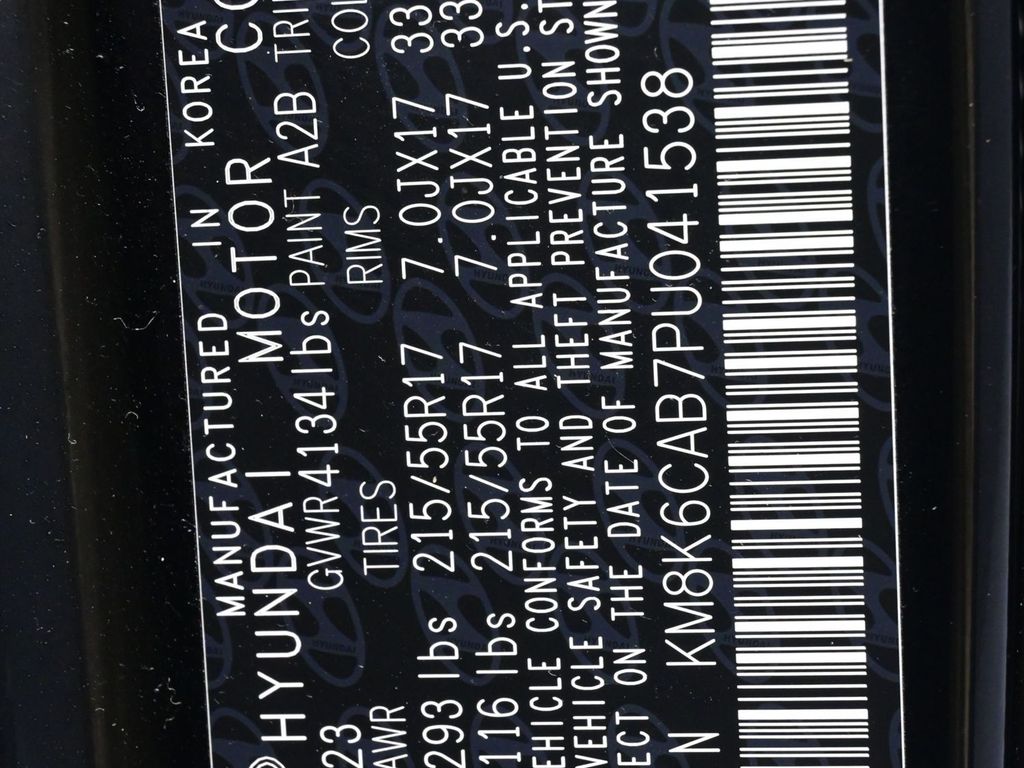 MANUFACTURED IN KOREA
HYUNDAI MOTOR CO
23 GVWR 4134lbs PAINT A2B TRI
AWR TIRES RIMS COL
293 lbs 215/55R17 7.0JX17 33
116 lbs 215/55R17 7.0JX17 33
EHICLE CONFORMS TO ALL APPLICABLE U.S.
VEHICLE SAFETY AND THEFT PREVENTION ST
ECT ON THE DATE OF MANUFACTURE SHOWN
N KM8K6CAB7PU041538